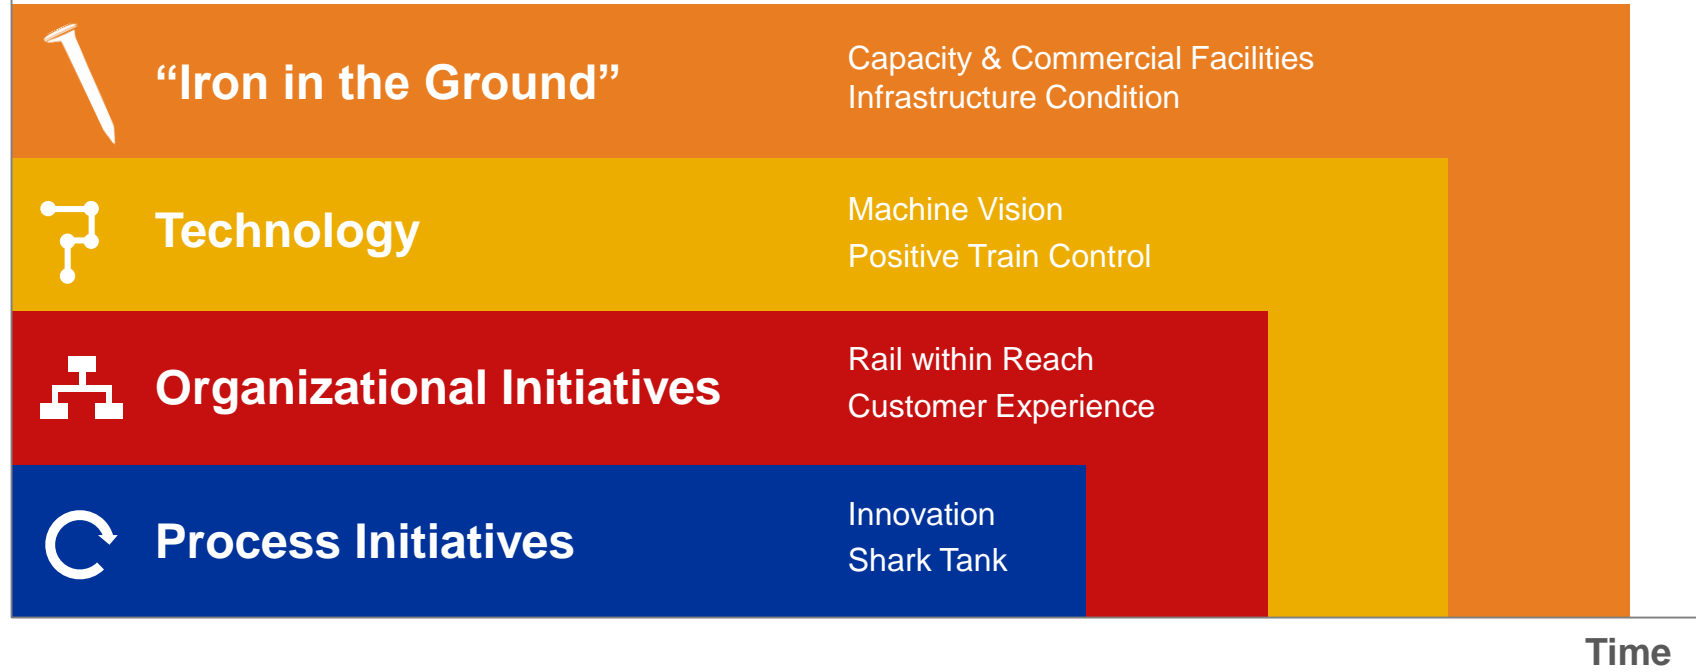 “Iron in the Ground”
Capacity & Commercial Facilities
Infrastructure Condition
Technology
Machine Vision
Positive Train Control
Organizational Initiatives
Rail within Reach
Customer Experience
Process Initiatives
Innovation
Shark Tank
Time